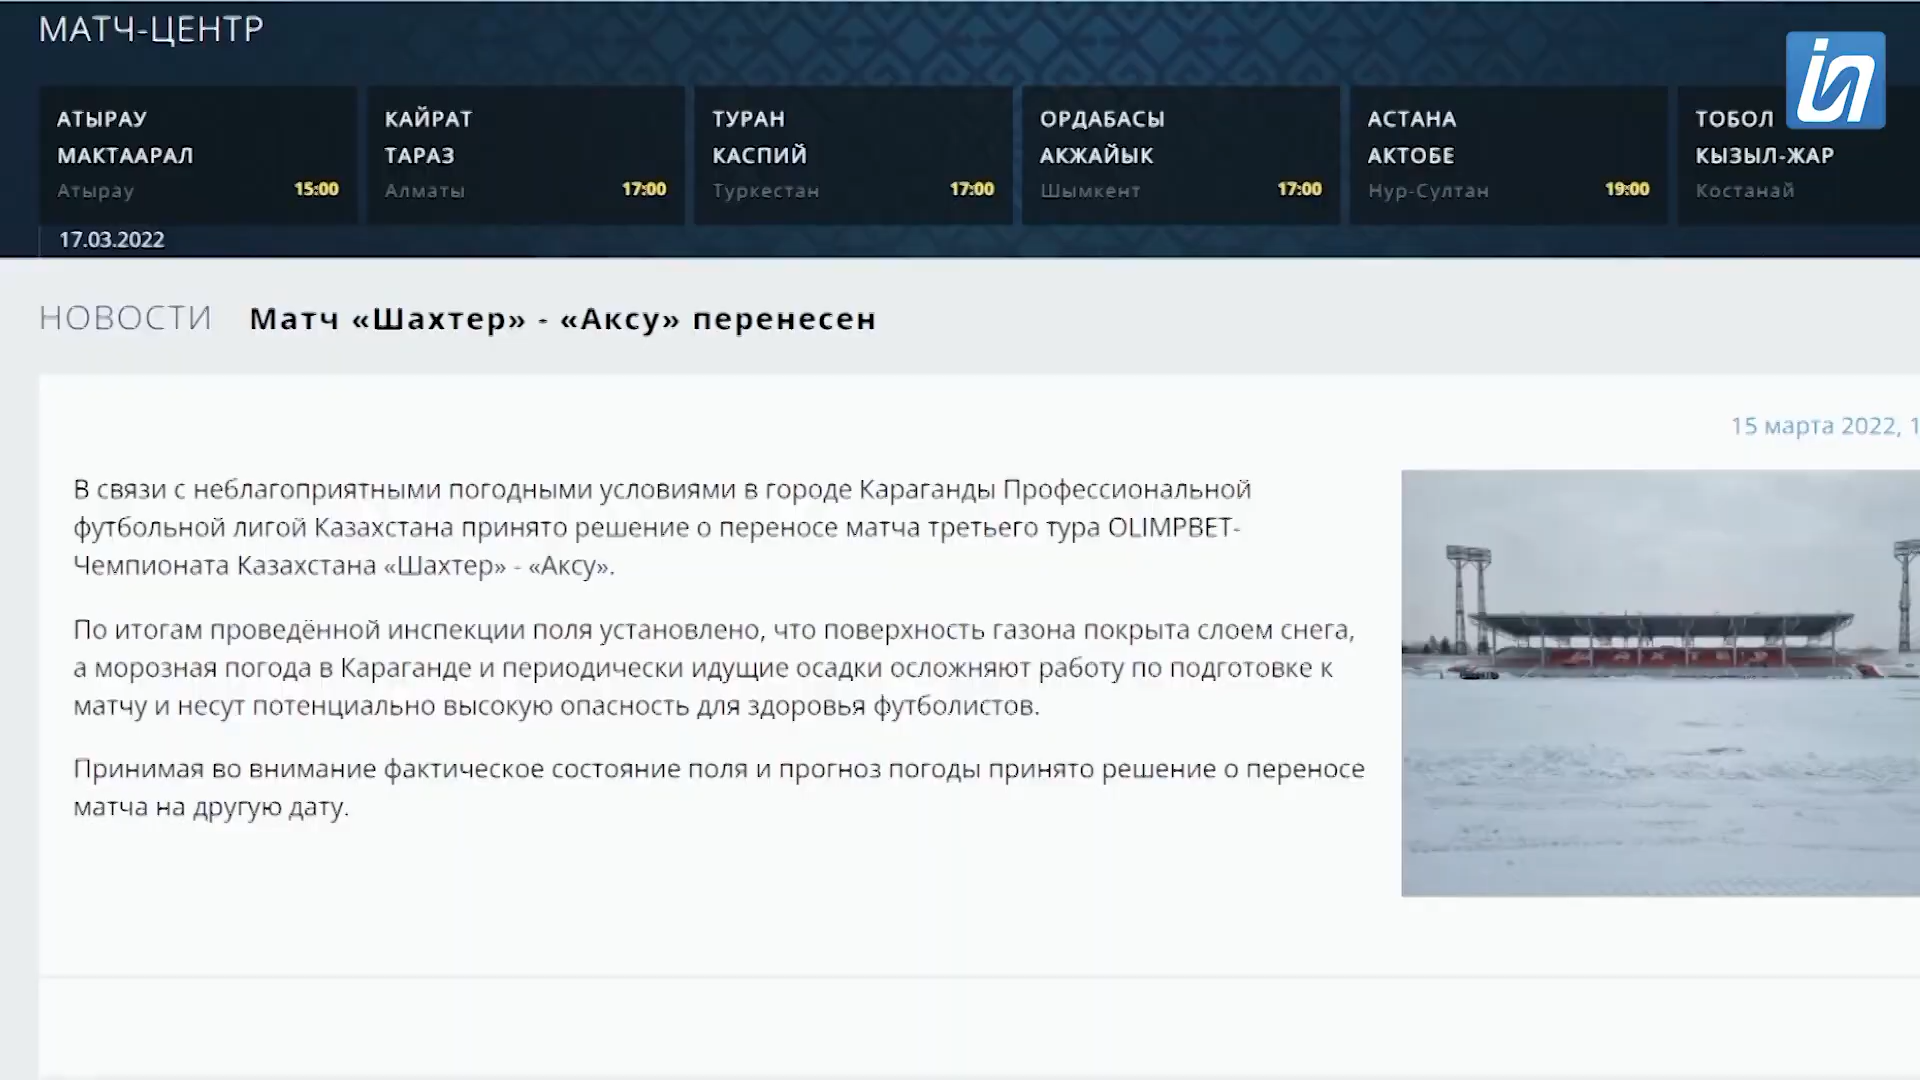 МАТЧ-ЦЕНТР
АТЫРАУ
МАКТААРАЛ
Атырау 15:00
КАЙРАТ
ТАРАЗ
Алматы 17:00
ТУРАН
КАСПИЙ
Туркестан 17:00
ОРДАБАСЫ
АКЖАЙЫК
Шымкент 17:00
АСТАНА
АКТОБЕ
Нур-Султан 19:00
ТОБОЛ
КЫЗЫЛ-ЖАР
Костанай
17.03.2022
НОВОСТИ Матч «Шахтер» - «Аксу» перенесен
15 марта 2022, 1
В связи с неблагоприятными погодными условиями в городе Караганды Профессиональной
футбольной лигой Казахстана принято решение о переносе матча третьего тура OLIMPBET-
Чемпионата Казахстана «Шахтер» - «Аксу».
По итогам проведённой инспекции поля установлено, что поверхность газона покрыта слоем снега,
а морозная погода в Караганде и периодически идущие осадки осложняют работу по подготовке к
матчу и несут потенциально высокую опасность для здоровья футболистов.
Принимая во внимание фактическое состояние поля и прогноз погоды принято решение о переносе
матча на другую дату.